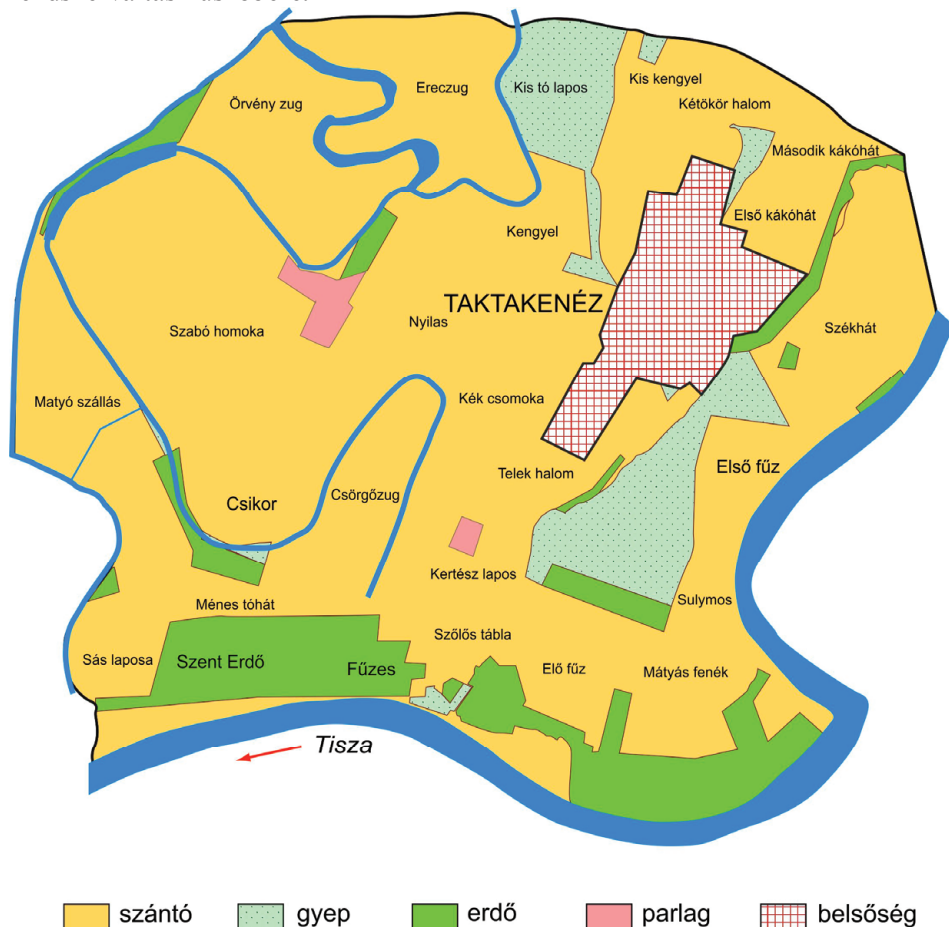 Örvény zug
Ereczug
Kis tó lapos
Kis kengyel
Kétökör halom
Második kákóhát
Első kákóhát
Kengyel
TAKTAKENÉZ
Nyilas
Szabó homoka
Székhát
Matyó szállás
Kék csomoka
Telek halom
Első fűz
Csikor
Csörgőzug
Kertész lapos
Sulymos
Ménes tóhát
Szőlős tábla
Sás laposa
Szent Erdő
Fűzes
Elő fűz
Mátyás fenék
Tisza
szántó
gyep
erdő
parlag
belsőség